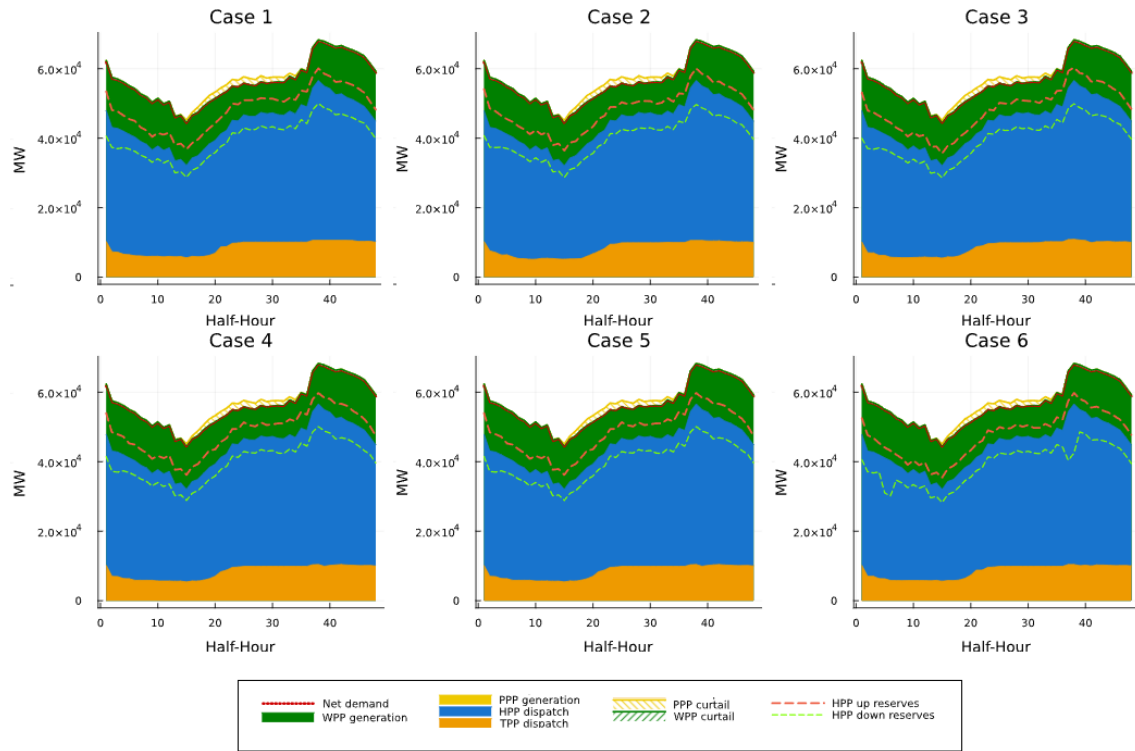 Case 1 Case 2 Case 3
6.0×10⁴ 6.0×10⁴ 6.0×10⁴
4.0×10⁴ 4.0×10⁴ 4.0×10⁴
MW MW MW
2.0×10⁴ 2.0×10⁴ 2.0×10⁴
0 0 0
0 10 20 30 40 0 10 20 30 40 0 10 20 30 40
Half-Hour Half-Hour Half-Hour
Case 4 Case 5 Case 6
6.0×10⁴ 6.0×10⁴ 6.0×10⁴
4.0×10⁴ 4.0×10⁴ 4.0×10⁴
MW MW MW
2.0×10⁴ 2.0×10⁴ 2.0×10⁴
0 0 0
0 10 20 30 40 0 10 20 30 40 0 10 20 30 40
Half-Hour Half-Hour Half-Hour
Net demand PPP generation PPP curtail HPP up reserves
WPP generation HPP dispatch WPP curtail HPP down reserves
TPP dispatch